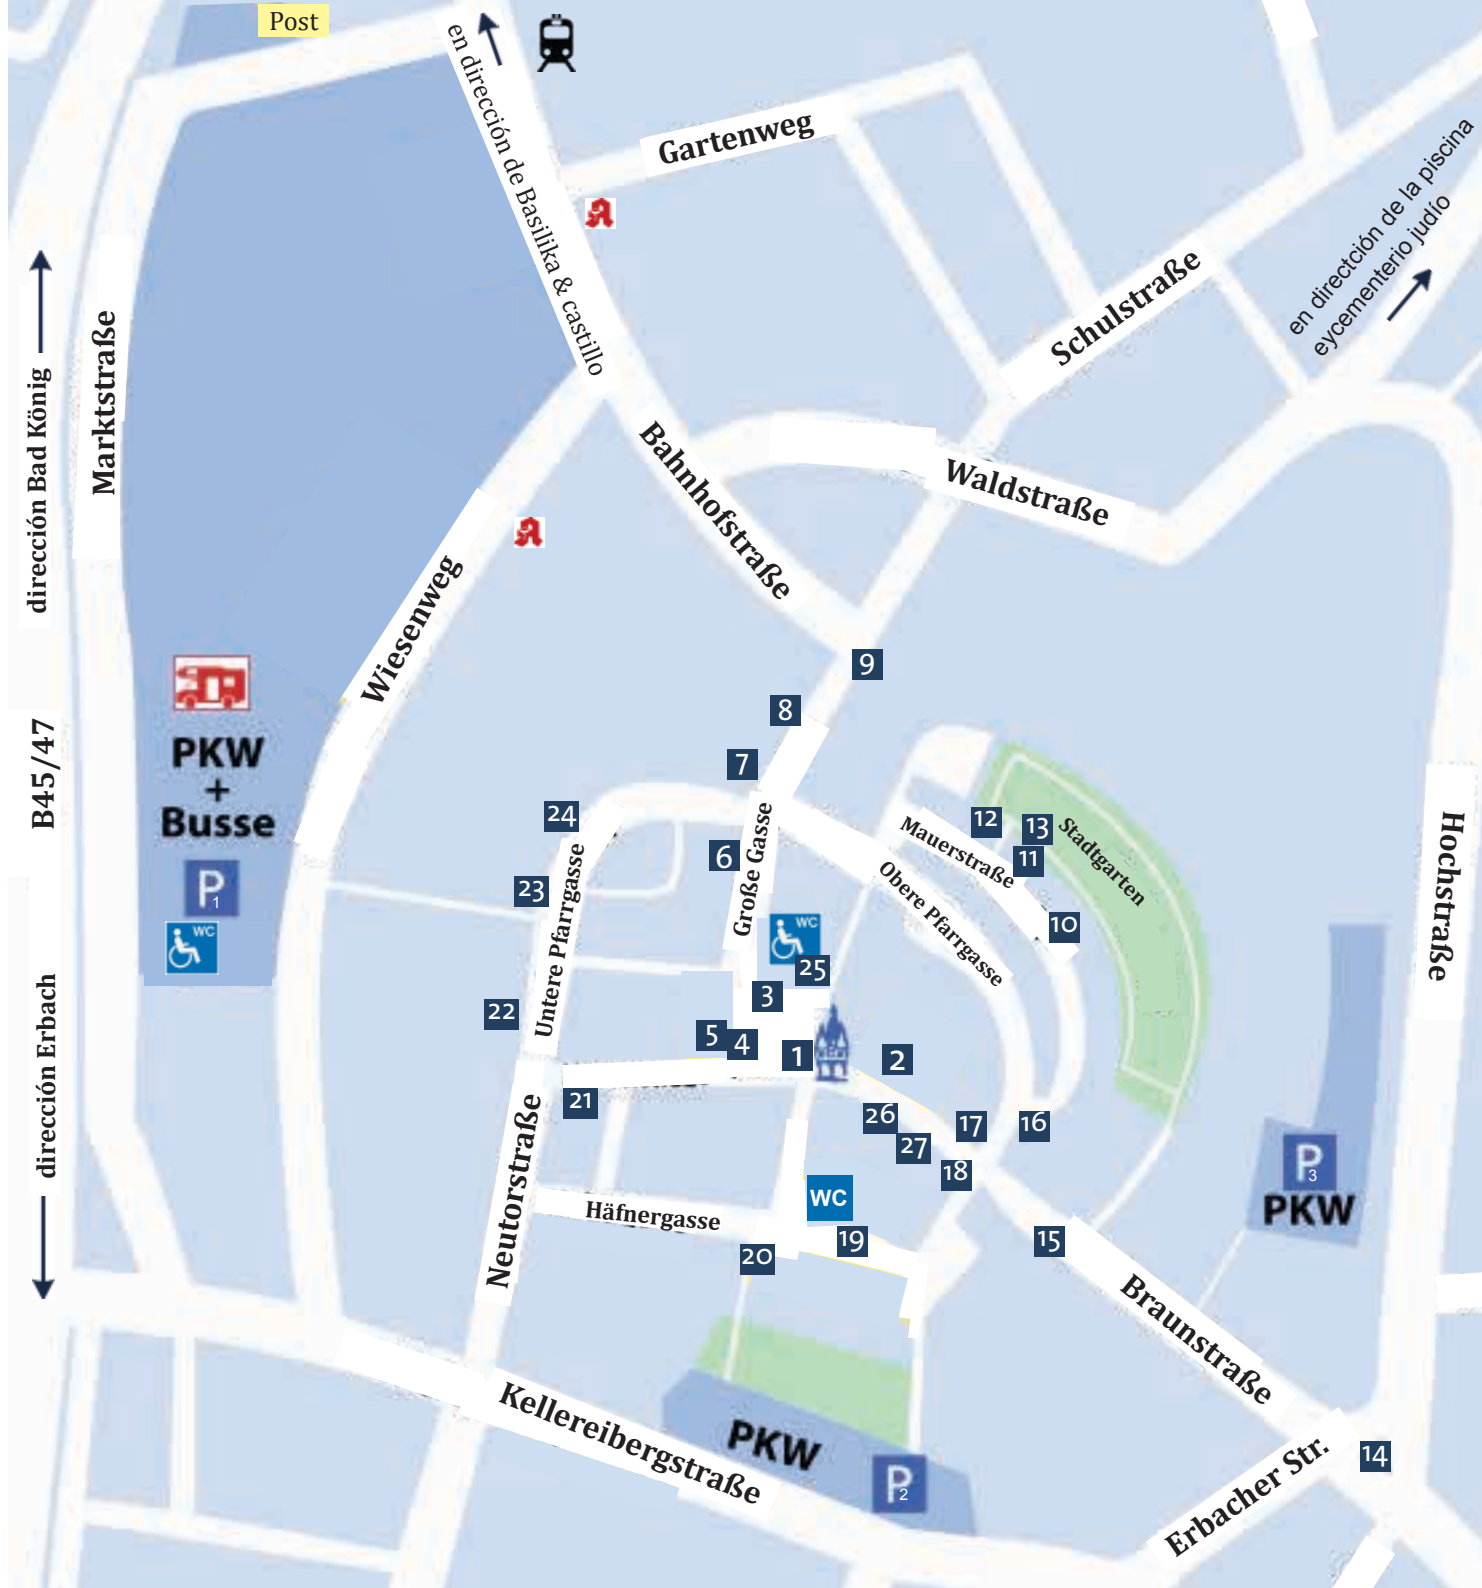 Post
en dirección de Basilika & castillo
Gartenweg
Schulstraße
en directción de la piscina
eycementerio judío
Marktstraße
dirección Bad König
Bahnhofstraße
Waldstraße
Wiesenweg
9
8
7
B45/47
PKW
+
Busse
P
1
WC
24
23
22
6
Große Gasse
Untere Pfarrgasse
12
13
11
10
Mauerstraße
Stadtgarten
Obere Pfarrgasse
Hochstraße
WC
25
3
5
4
1
2
21
26
27
17
16
18
dirección Erbach
Neutorstraße
Häfnergasse
WC
19
20
15
P
3
PKW
Braunstraße
Kellereibergstraße
PKW
P
2
Erbacher Str.
14